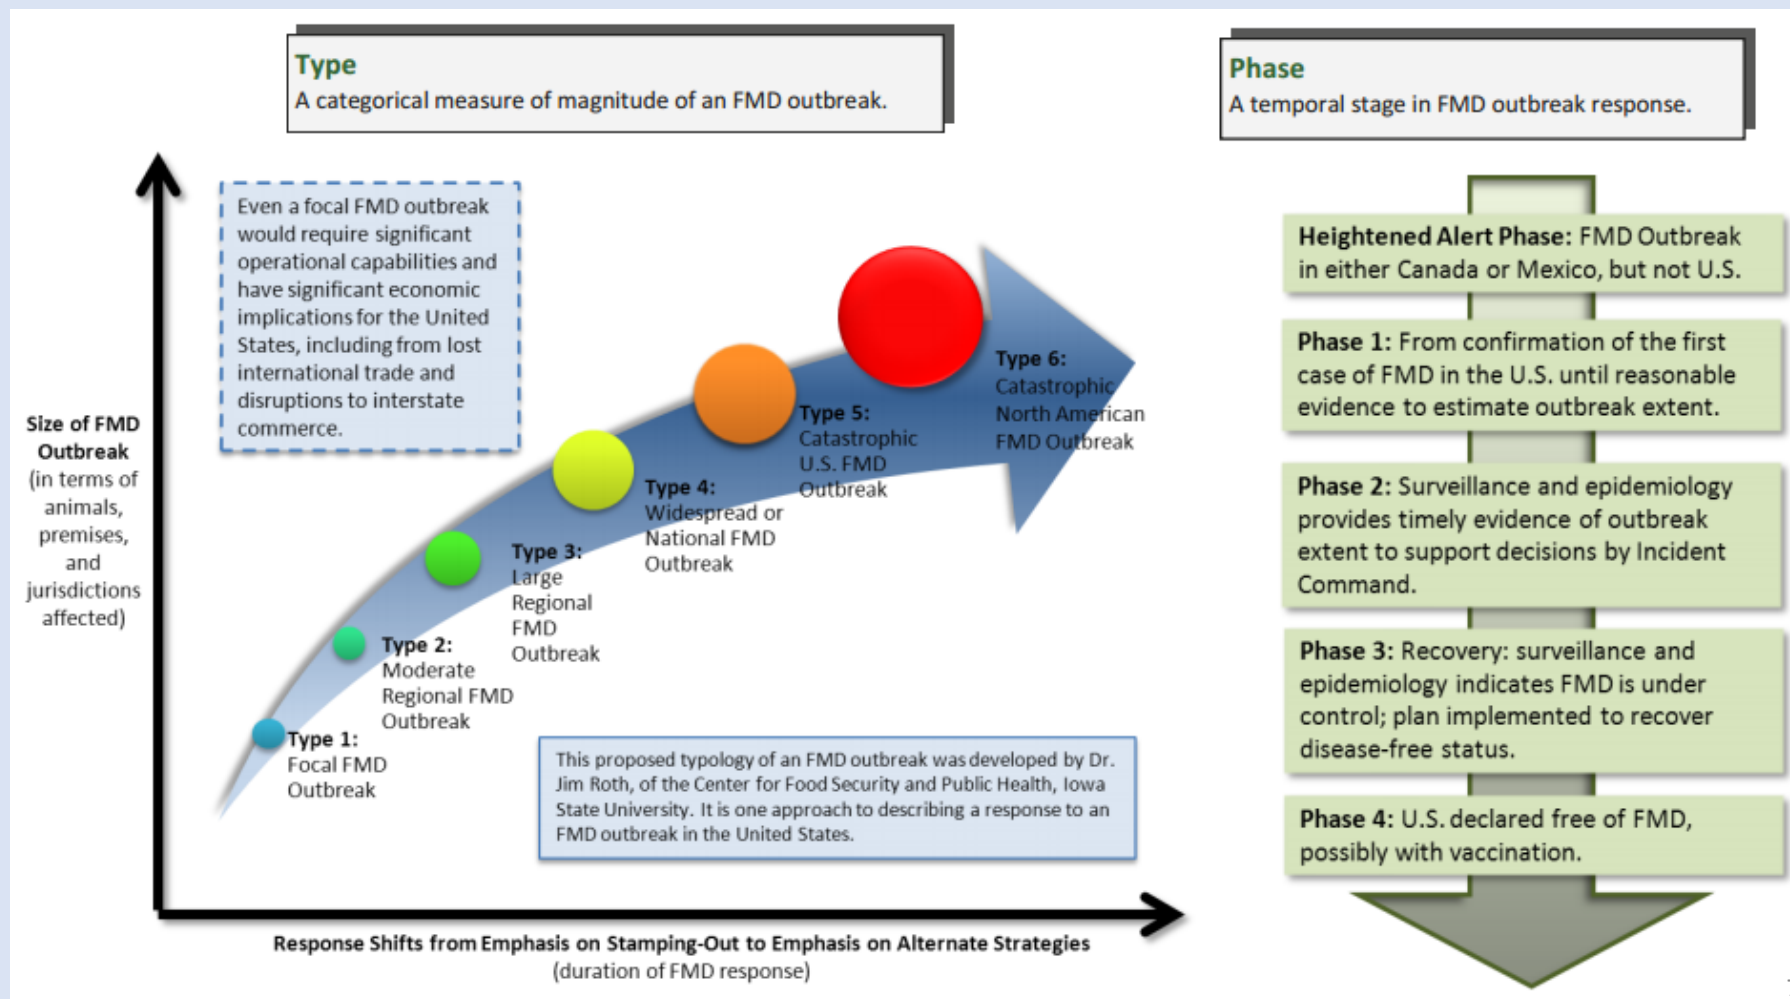 Type
A categorical measure of magnitude of an FMD outbreak.
Phase
A temporal stage in FMD outbreak response.
Even a focal FMD outbreak
would require significant
operational capabilities and
have significant economic
implications for the United
States, including from lost
international trade and
disruptions to interstate
commerce.
Size of FMD
Outbreak
(in terms of
animals,
premises,
and
jurisdictions
affected)
Type 1:
Focal FMD
Outbreak
Type 2:
Moderate
Regional FMD
Outbreak
Type 3:
Large
Regional
FMD
Outbreak
Type 4:
Widespread or
National FMD
Outbreak
Type 5:
Catastrophic
U.S. FMD
Outbreak
Type 6:
Catastrophic
North American
FMD Outbreak
This proposed typology of an FMD outbreak was developed by Dr.
Jim Roth, of the Center for Food Security and Public Health, Iowa
State University. It is one approach to describing a response to an
FMD outbreak in the United States.
Response Shifts from Emphasis on Stamping-Out to Emphasis on Alternate Strategies
(duration of FMD response)
Heightened Alert Phase: FMD Outbreak
in either Canada or Mexico, but not U.S.
Phase 1: From confirmation of the first
case of FMD in the U.S. until reasonable
evidence to estimate outbreak extent.
Phase 2: Surveillance and epidemiology
provides timely evidence of outbreak
extent to support decisions by Incident
Command.
Phase 3: Recovery: surveillance and
epidemiology indicates FMD is under
control; plan implemented to recover
disease-free status.
Phase 4: U.S. declared free of FMD,
possibly with vaccination.